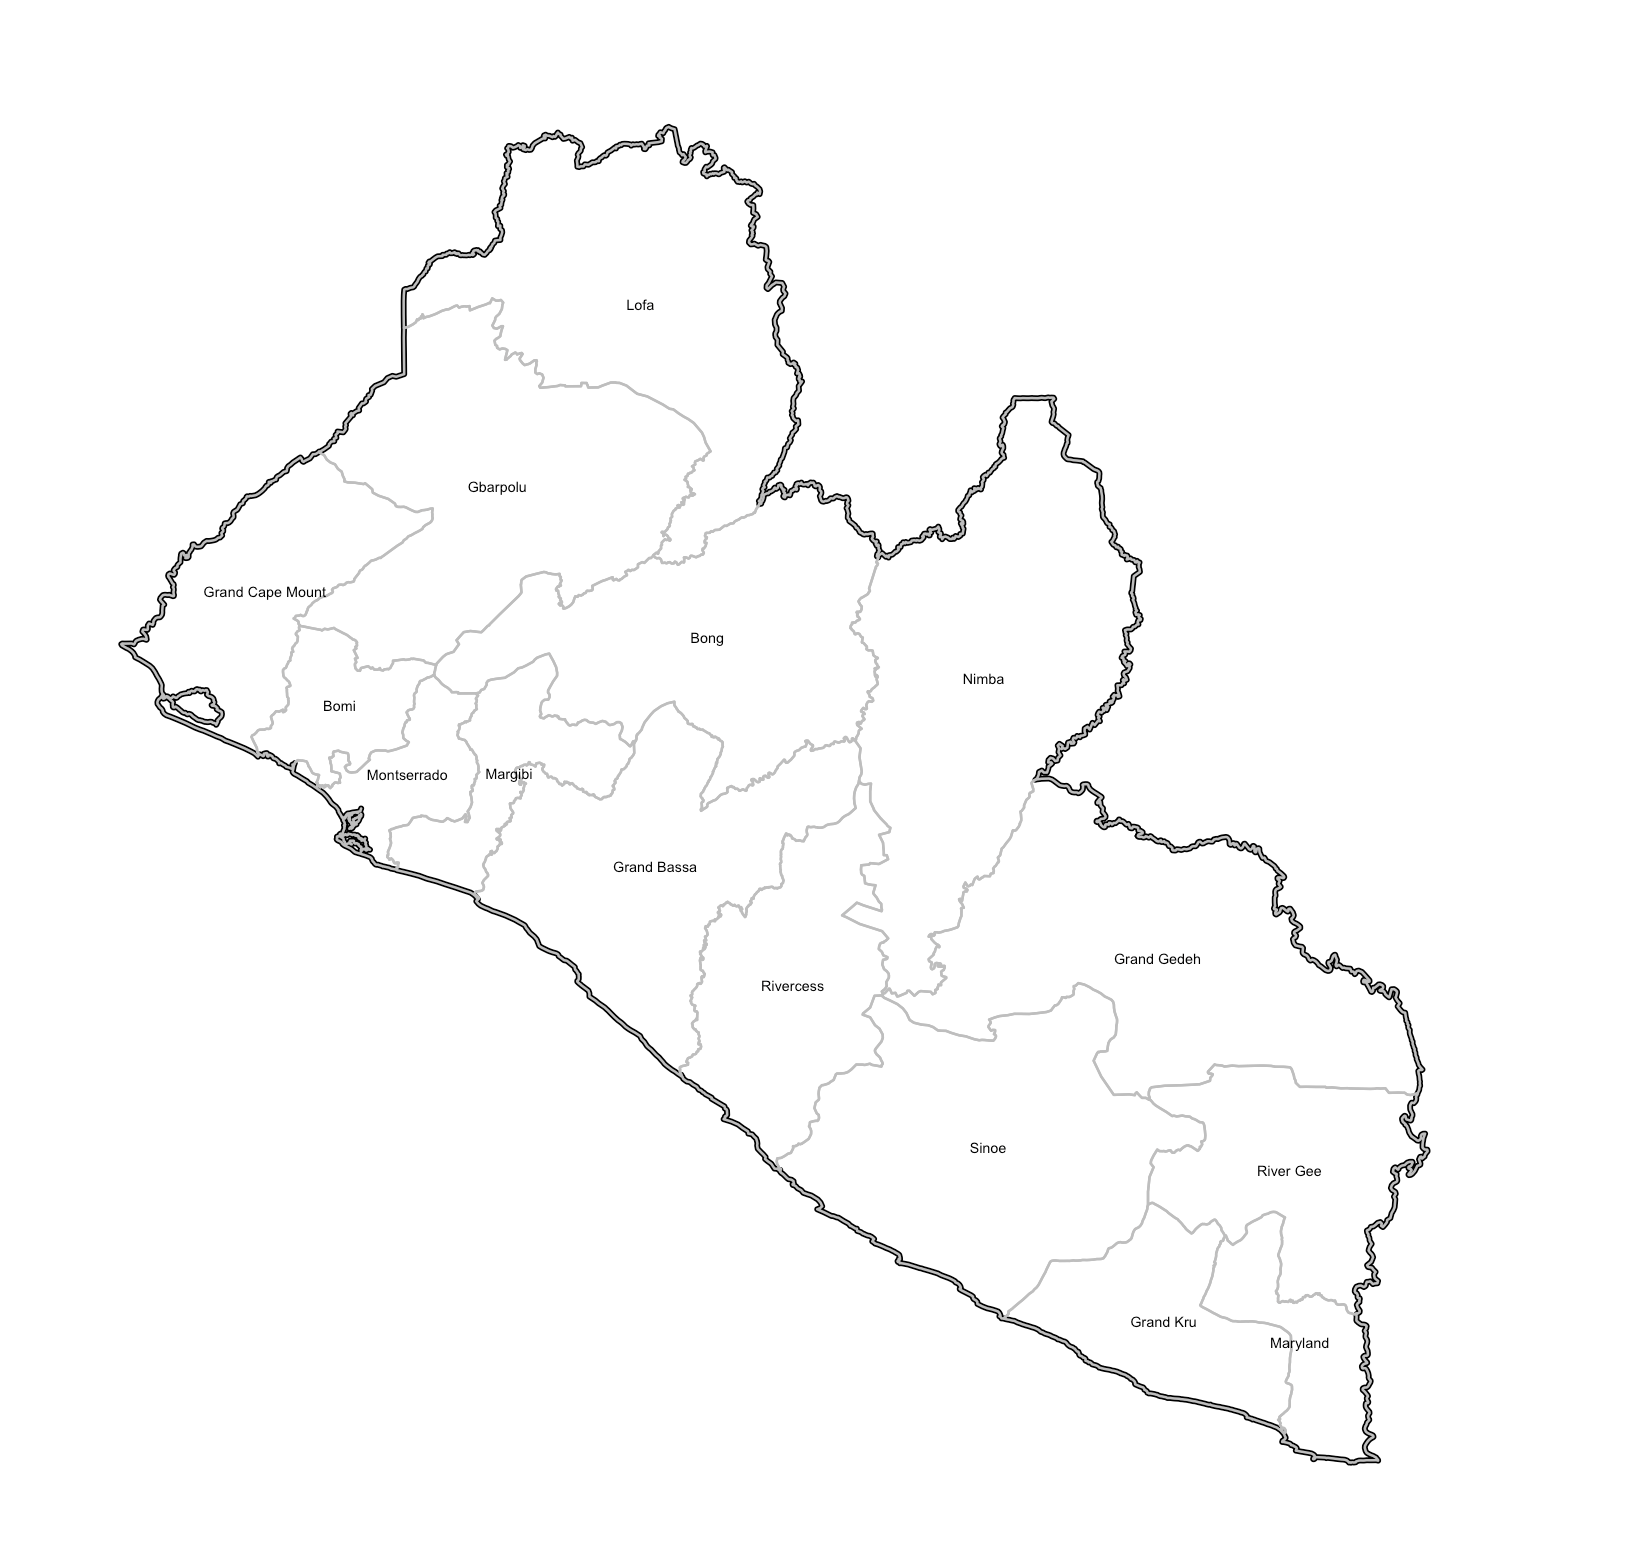 Lofa
Gbarpolu
Grand Cape Mount
Bong
Nimba
Bomi
Montserrado
Margibi
Grand Bassa
Grand Gedeh
Rivercess
Sinoe
River Gee
Grand Kru
Maryland